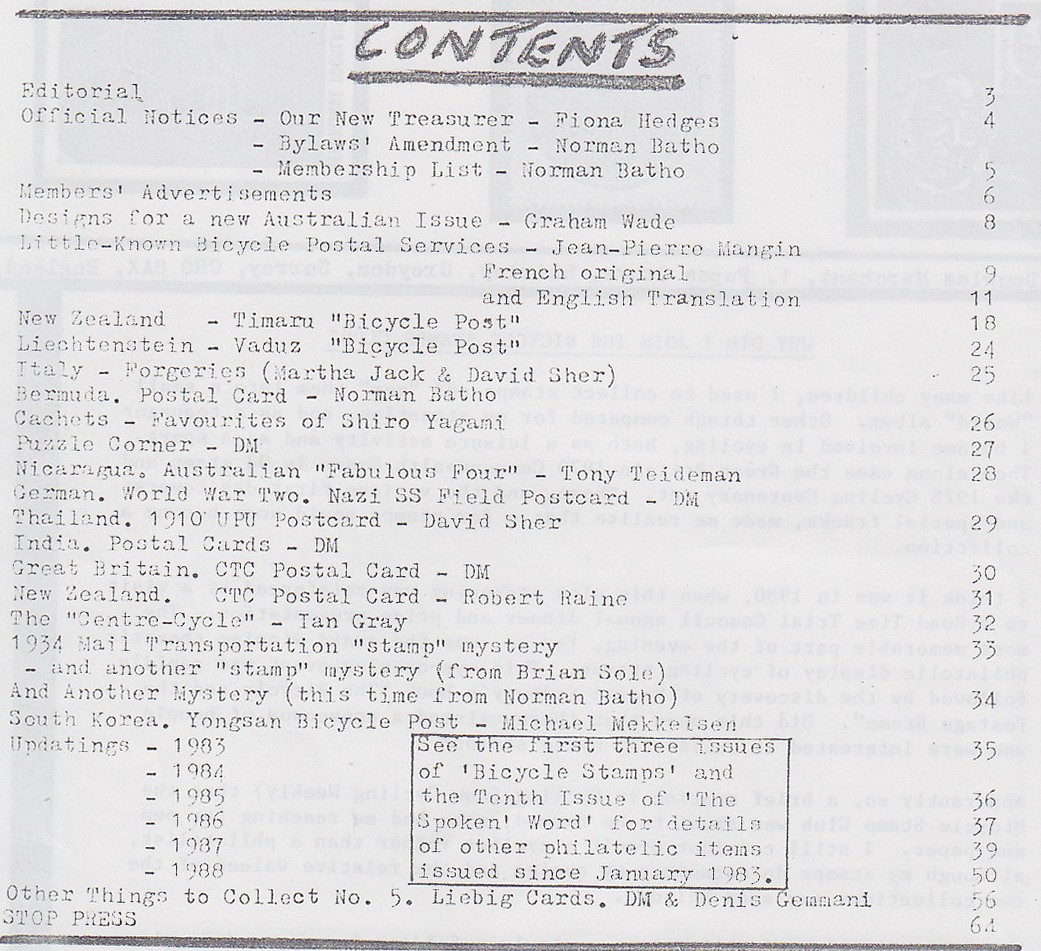 CONTENTS
Editorial 3
Official Notices - Our New Treasurer - Fiona Hedges 4
- Bylaws' Amendment - Norman Batho
- Membership List - Norman Batho 5
Members' Advertisements 6
Designs for a new Australian Issue - Graham Wade 8
Little-Known Bicycle Postal Services - Jean-Pierre Mangin
French original 9
and English Translation 11
New Zealand - Timaru "Bicycle Post" 18
Liechtenstein - Vaduz "Bicycle Post" 24
Italy - Forgeries (Martha Jack & David Sher) 25
Bermuda. Postal Card - Norman Batho
Cachets - Favourites of Shiro Yagami 26
Puzzle Corner - DM 27
Nicaragua. Australian "Fabulous Four" - Tony Teideman 28
German. World War Two. Nazi SS Field Postcard - DM
Thailand. 1910 UPU Postcard - David Sher 29
India. Postal Cards - DM
Great Britain. CTC Postal Card - DM 30
New Zealand. CTC Postal Card - Robert Raine 31
The "Centre-Cycle" - Ian Gray 32
1934 Mail Transportation "stamp" mystery 33
- and another "stamp" mystery (from Brian Sole)
And Another Mystery (this time from Norman Batho) 34
South Korea. Yongsan Bicycle Post - Michael Mekkelsen
Updatings - 1983 35
- 1984
- 1985 36
- 1986 37
- 1987 39
- 1988 50
See the first three issues
of 'Bicycle Stamps' and
the Tenth Issue of 'The
Spoken' Word' for details
of other philatelic items
issued since January 1983.
Other Things to Collect No. 5. Liebig Cards. DM & Denis Gemmani 56
STOP PRESS 64